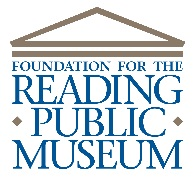 FOUNDATION FOR THE
READING
PUBLIC
MUSEUM